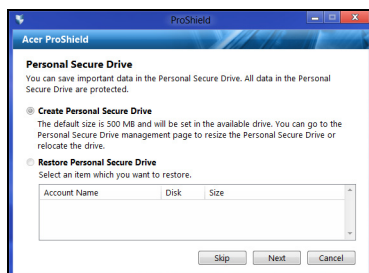 ProShield
Acer ProShield
Personal Secure Drive
You can save important data in the Personal Secure Drive. All data in the Personal
Secure Drive are protected.
Create Personal Secure Drive
The default size is 500 MB and will be set in the available drive. You can go to the
Personal Secure Drive management page to resize the Personal Secure Drive or
relocate the drive.
Restore Personal Secure Drive
Select an item which you want to restore.
Account Name Disk Size
Skip Next Cancel